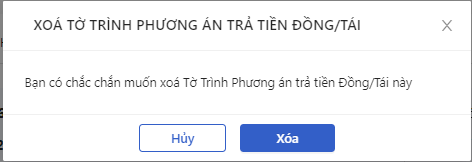 XOÁ TỜ TRÌNH PHƯƠNG ÁN TRẢ TIỀN ĐỒNG/TÁI
Bạn có chắc chắn muốn xoá Tờ Trình Phương án trả tiền Đồng/Tái này
Hủy
Xóa